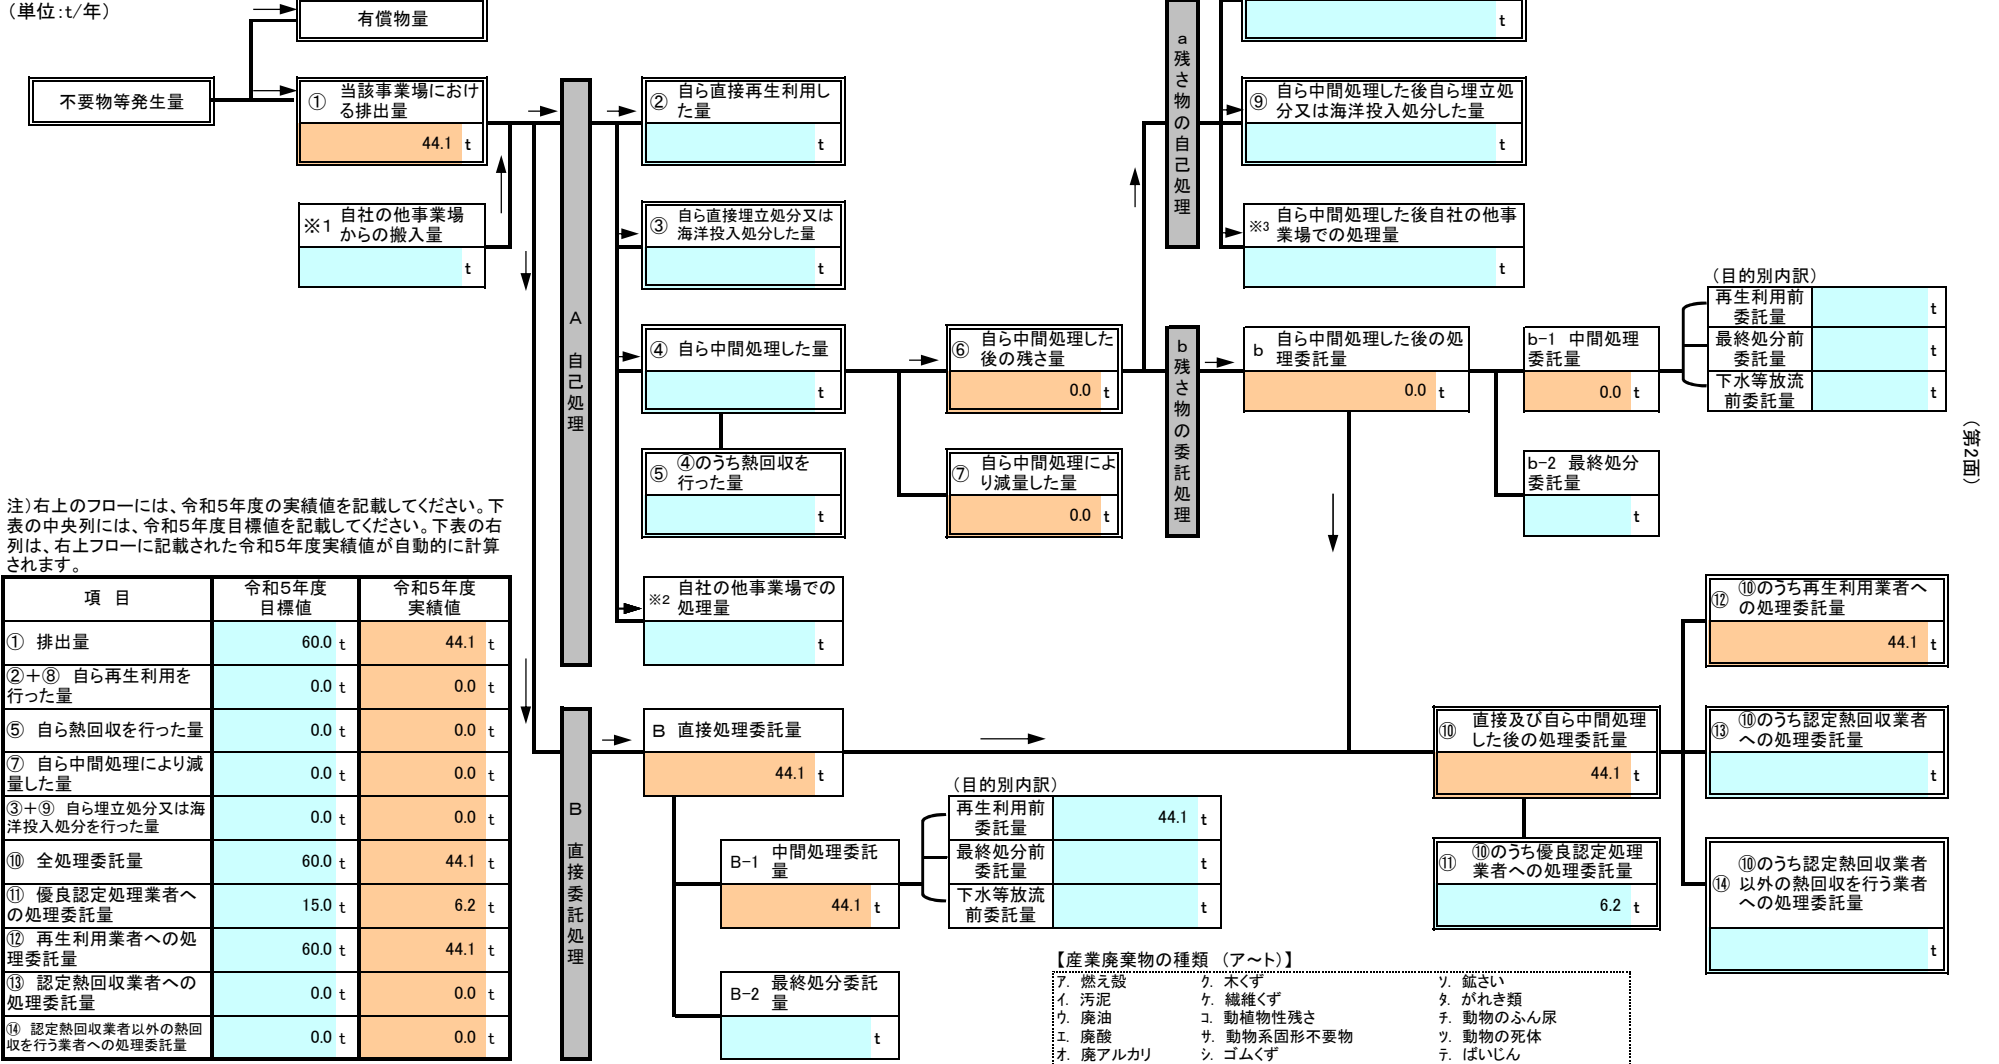 (単位:t/年)
有償物量
不要物等発生量
① 当該事業場におけ
る排出量
44.1 t
※1 自社の他事業場
からの搬入量
t
A 自己処理
② 自ら直接再生利用し
た量
t
③ 自ら直接埋立処分又は
海洋投入処分した量
t
④ 自ら中間処理した量
t
⑤ ④のうち熱回収を
行った量
t
※2 自社の他事業場での
処理量
t
⑥ 自ら中間処理した
後の残さ量
0.0 t
⑦ 自ら中間処理によ
り減量した量
0.0 t
a 残さ物の自己処理
t
⑨ 自ら中間処理した後自ら埋立処
分又は海洋投入処分した量
t
※3 自ら中間処理した後自社の他事
業場での処理量
t
b 残さ物の委託処理
b 自ら中間処理した後の処
理委託量
0.0 t
b-1 中間処理
委託量
0.0 t
b-2 最終処分
委託量
t
(目的別内訳)
再生利用前
委託量
t
最終処分前
委託量
t
下水等放流
前委託量
t
(第2面)
注)右上のフローには、令和5年度の実績値を記載してください。下
表の中央列には、令和5年度目標値を記載してください。下表の右
列は、右上フローに記載された令和5年度実績値が自動的に計算
されます。
項 目 令和5年度
目標値 令和5年度
実績値
① 排出量 60.0 t 44.1 t
②+⑧ 自ら再生利用を
行った量 0.0 t 0.0 t
⑤ 自ら熱回収を行った量 0.0 t 0.0 t
⑦ 自ら中間処理により減
量した量 0.0 t 0.0 t
③+⑨ 自ら埋立処分又は海
洋投入処分を行った量 0.0 t 0.0 t
⑩ 全処理委託量 60.0 t 44.1 t
⑪ 優良認定処理業者へ
の処理委託量 15.0 t 6.2 t
⑫ 再生利用業者への処
理委託量 60.0 t 44.1 t
⑬ 認定熱回収業者への
処理委託量 0.0 t 0.0 t
⑭ 認定熱回収業者以外の熱回
収を行う業者への処理委託量 0.0 t 0.0 t
B 直接委託処理
B 直接処理委託量
44.1 t
B-1 中間処理委託
量
44.1 t
B-2 最終処分委託
量
t
(目的別内訳)
再生利用前
委託量
44.1 t
最終処分前
委託量
t
下水等放流
前委託量
t
⑩ 直接及び自ら中間処理
した後の処理委託量
44.1 t
⑪ ⑩のうち優良認定処理
業者への処理委託量
6.2 t
⑫ ⑩のうち再生利用業者へ
の処理委託量
44.1 t
⑬ ⑩のうち認定熱回収業者
への処理委託量
t
⑭ ⑩のうち認定熱回収業者
以外の熱回収を行う業者
への処理委託量
t
【産業廃棄物の種類 (ア~ト)】
ア. 燃え殻 ク. 木くず ソ. 鉱さい
イ. 汚泥 ケ. 繊維くず タ. がれき類
ウ. 廃油 コ. 動植物性残さ チ. 動物のふん尿
エ. 廃酸 サ. 動物系固形不要物 ツ. 動物の死体
オ. 廃アルカリ シ. ゴムくず テ. ばいじん